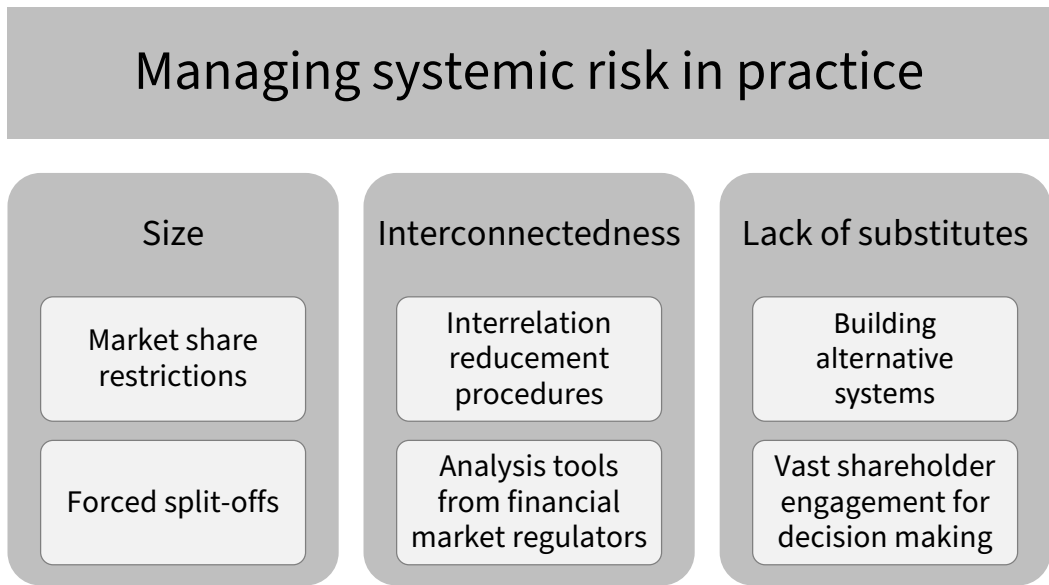 Managing systemic risk in practice
Size
Market share
restrictions
Forced split-offs
Interconnectedness
Interrelation
reducement
procedures
Analysis tools
from financial
market regulators
Lack of substitutes
Building
alternative
systems
Vast shareholder
engagement for
decision making